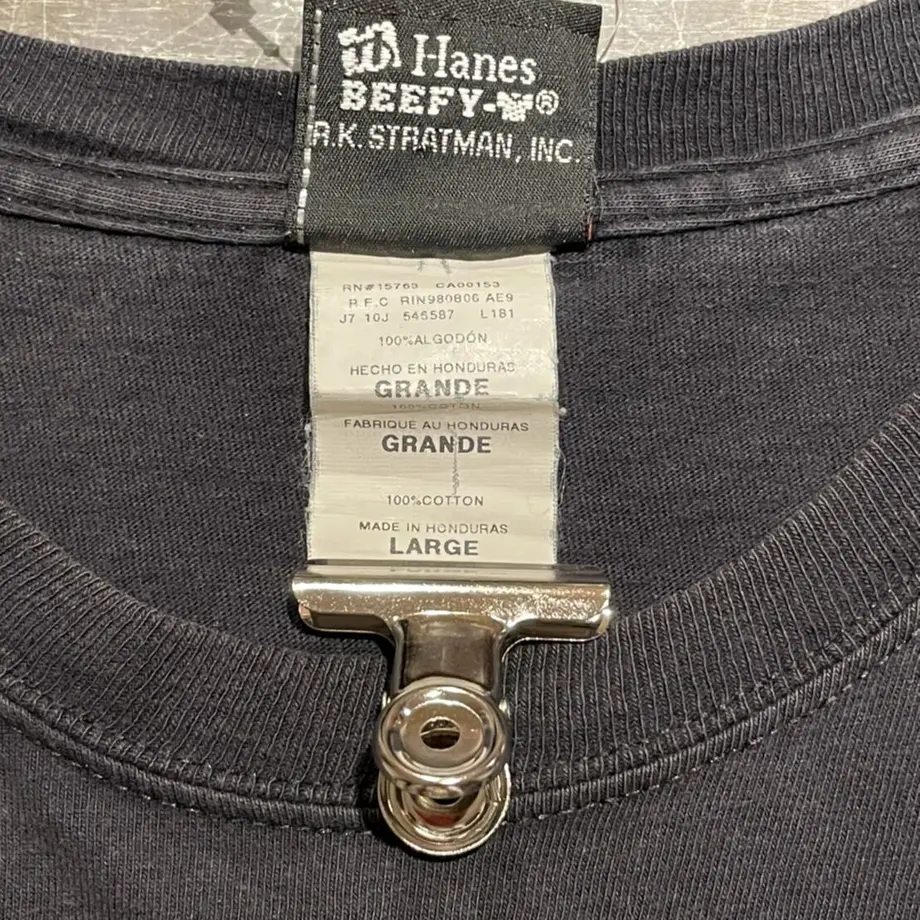 Hanes
BEEFY-T®
R.K. STRATMAN, INC.
RN#15763 CA00153
R.F.C RIN980806 AE9
J7 10J 546587 L181
100%ALGODÓN
HECHO EN HONDURAS
GRANDE
100%COTON
FABRIQUE AU HONDURAS
GRANDE
100%COTTON
MADE IN HONDURAS
LARGE